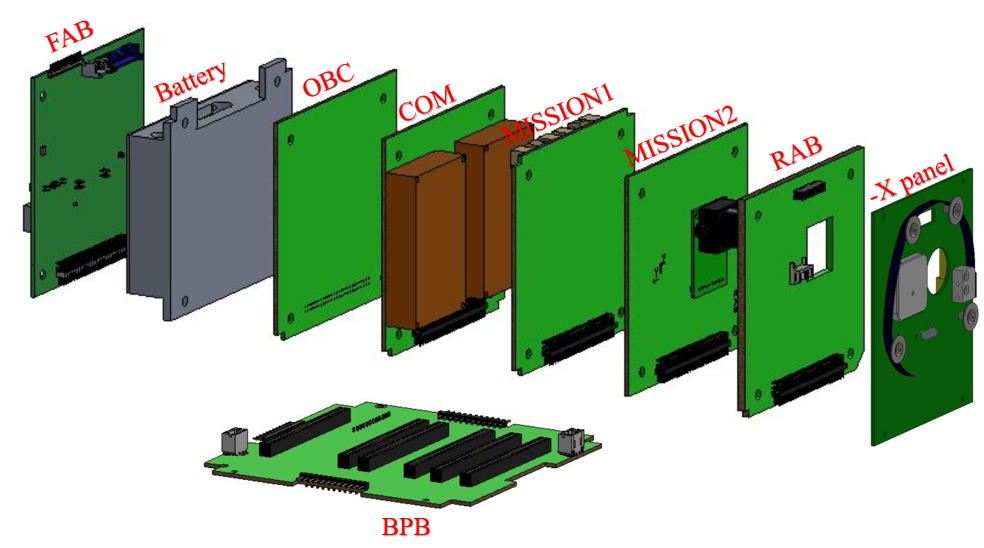 FAB
Battery
OBC
COM
MISSION1
MISSION2
RAB
-X panel
BPB